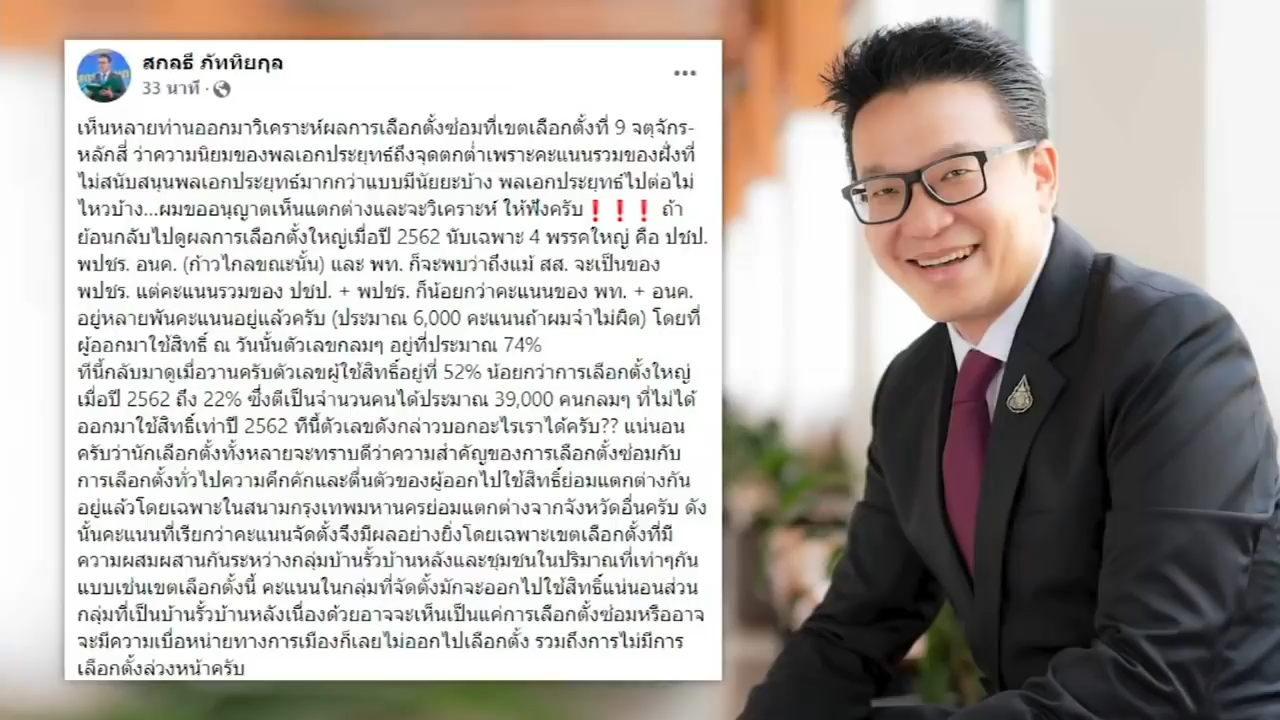 สกลธี ภัททิยกุล
33 นาที ·
เห็นหลายท่านออกมาวิเคราะห์ผลการเลือกตั้งซ่อมที่เขตเลือกตั้งที่ 9 จตุจักร-
หลักสี่ ว่าความนิยมของพลเอกประยุทธ์ถึงจุดตกต่ำเพราะคะแนนรวมของฝั่งที่
ไม่สนับสนุนพลเอกประยุทธ์มากกว่าแบบมีนัยยะบ้าง พลเอกประยุทธ์ไปต่อไม่
ไหวบ้าง...ผมขออนุญาตเห็นแตกต่างและจะวิเคราะห์ ให้ฟังครับ❗❗❗ ถ้า
ย้อนกลับไปดูผลการเลือกตั้งใหญ่เมื่อปี 2562 นับเฉพาะ 4 พรรคใหญ่ คือ ปชป.
พปชร. อนค. (ก้าวไกลขณะนั้น) และ พท. ก็จะพบว่าถึงแม้ สส. จะเป็นของ
พปชร. แต่คะแนนรวมของ ปชป. + พปชร. ก็น้อยกว่าคะแนนของ พท. + อนค.
อยู่หลายพันคะแนนอยู่แล้วครับ (ประมาณ 6,000 คะแนนถ้าผมจำไม่ผิด) โดยที่
ผู้ออกมาใช้สิทธิ์ ณ วันนั้นตัวเลขกลมๆ อยู่ที่ประมาณ 74%
ทีนี้กลับมาดูเมื่อวานครับตัวเลขผู้ใช้สิทธิ์อยู่ที่ 52% น้อยกว่าการเลือกตั้งใหญ่
เมื่อปี 2562 ถึง 22% ซึ่งตีเป็นจำนวนคนได้ประมาณ 39,000 คนกลมๆ ที่ไม่ได้
ออกมาใช้สิทธิ์เท่าปี 2562 ทีนี้ตัวเลขดังกล่าวบอกอะไรเราได้ครับ?? แน่นอน
ครับว่านักเลือกตั้งทั้งหลายจะทราบดีว่าความสำคัญของการเลือกตั้งซ่อมกับ
การเลือกตั้งทั่วไปความคึกคักและตื่นตัวของผู้ออกไปใช้สิทธิ์ย่อมแตกต่างกัน
อยู่แล้วโดยเฉพาะในสนามกรุงเทพมหานครย่อมแตกต่างจากจังหวัดอื่นครับ ดัง
นั้นคะแนนที่เรียกว่าคะแนนจัดตั้งจึงมีผลอย่างยิ่งโดยเฉพาะเขตเลือกตั้งที่มี
ความผสมผสานกันระหว่างกลุ่มบ้านรั้วบ้านหลังและชุมชนในปริมาณที่เท่าๆกัน
แบบเช่นเขตเลือกตั้งนี้ คะแนนในกลุ่มที่จัดตั้งมักจะออกไปใช้สิทธิ์แน่นอนส่วน
กลุ่มที่เป็นบ้านรั้วบ้านหลังเนื่องด้วยอาจจะเห็นเป็นแค่การเลือกตั้งซ่อมหรืออาจ
จะมีความเบื่อหน่ายทางการเมืองก็เลยไม่ออกไปเลือกตั้ง รวมถึงการไม่มีการ
เลือกตั้งล่วงหน้าครับ